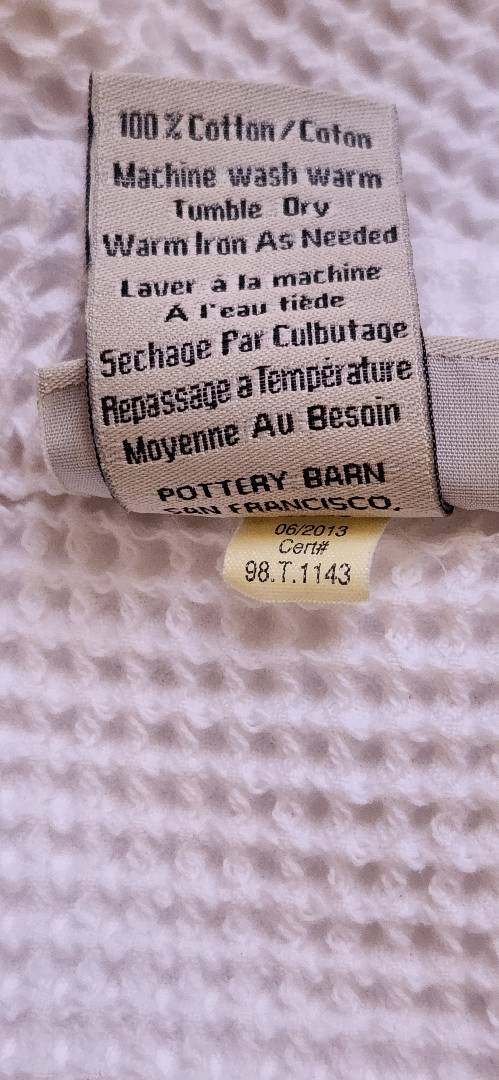 100% Cotton/Coton
Machine wash warm
Tumble Dry
Warm Iron As Needed
Laver à la machine
À l'eau tiède
Sechage Par Culbutage
Repassage a Température
Moyenne Au Besoin
POTTERY BARN
SAN FRANCISCO,
06/2013
Cert#
98.T.1143